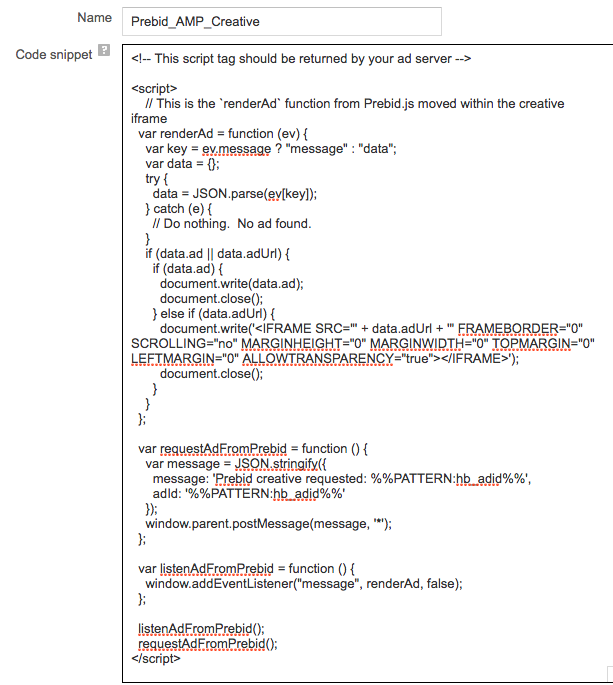 Name
Prebid_AMP_Creative
Code snippet ?
<!-- This script tag should be returned by your ad server -->
<script>
// This is the `renderAd` function from Prebid.js moved within the creative
iframe
var renderAd = function (ev) {
var key = ev.message ? "message" : "data";
var data = {};
try {
data = JSON.parse(ev[key]);
} catch (e) {
// Do nothing.  No ad found.
}
if (data.ad || data.adUrl) {
if (data.ad) {
document.write(data.ad);
document.close();
} else if (data.adUrl) {
document.write('<IFRAME SRC="' + data.adUrl + '" FRAMEBORDER="0"
SCROLLING="no" MARGINHEIGHT="0" MARGINWIDTH="0" TOPMARGIN="0"
LEFTMARGIN="0" ALLOWTRANSPARENCY="true"></IFRAME>');
document.close();
}
}
};
var requestAdFromPrebid = function () {
var message = JSON.stringify({
message: 'Prebid creative requested: %%PATTERN:hb_adid%%',
adId: '%%PATTERN:hb_adid%%'
});
window.parent.postMessage(message, '*');
};
var listenAdFromPrebid = function () {
window.addEventListener("message", renderAd, false);
};
listenAdFromPrebid();
requestAdFromPrebid();
</script>